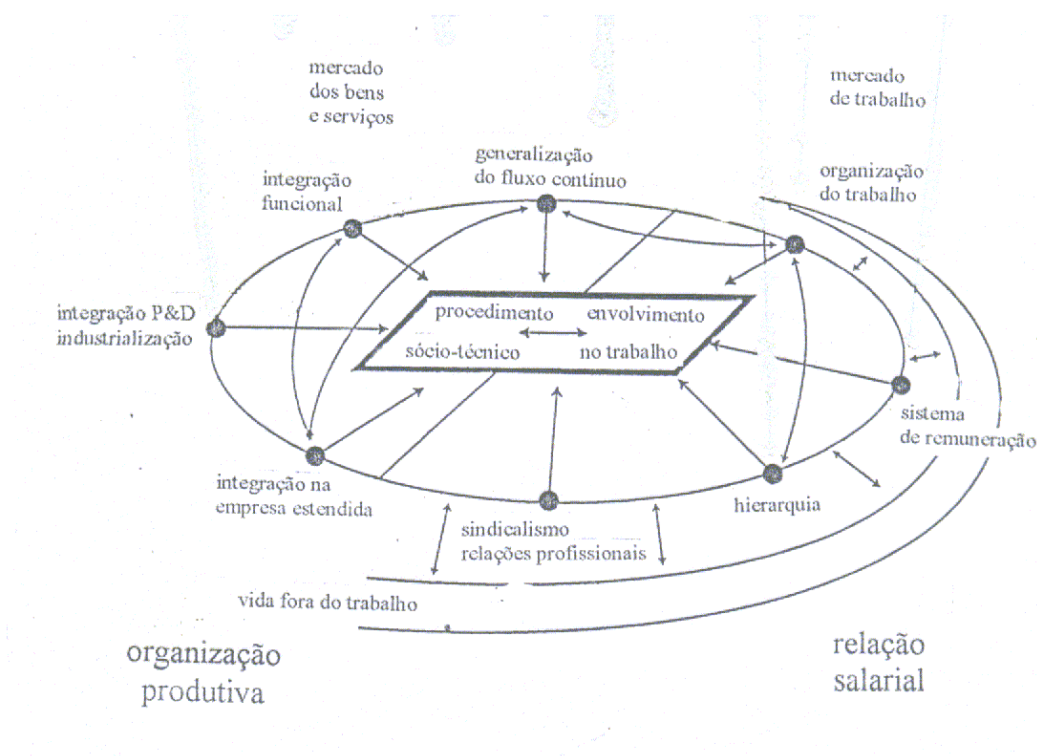 mercado
dos bens
e serviços
mercado
de trabalho
generalização
do fluxo contínuo
organização
do trabalho
integração
funcional
integração P&D
industrialização
procedimento
envolvimento
sócio-técnico
no trabalho
sistema
de remuneração
integração na
empresa estendida
hierarquia
sindicalismo
relações profissionais
vida fora do trabalho
organização
produtiva
relação
salarial